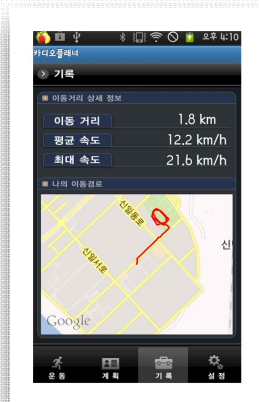 오후 4:10
카디오플래너
기록
이동거리 상세 정보
이동 거리 1.8 km
평균 속도 12.2 km/h
최대 속도 21.6 km/h
나의 이동경로
신일동로
신일서로
신
Google
운동 계획 기록 설정